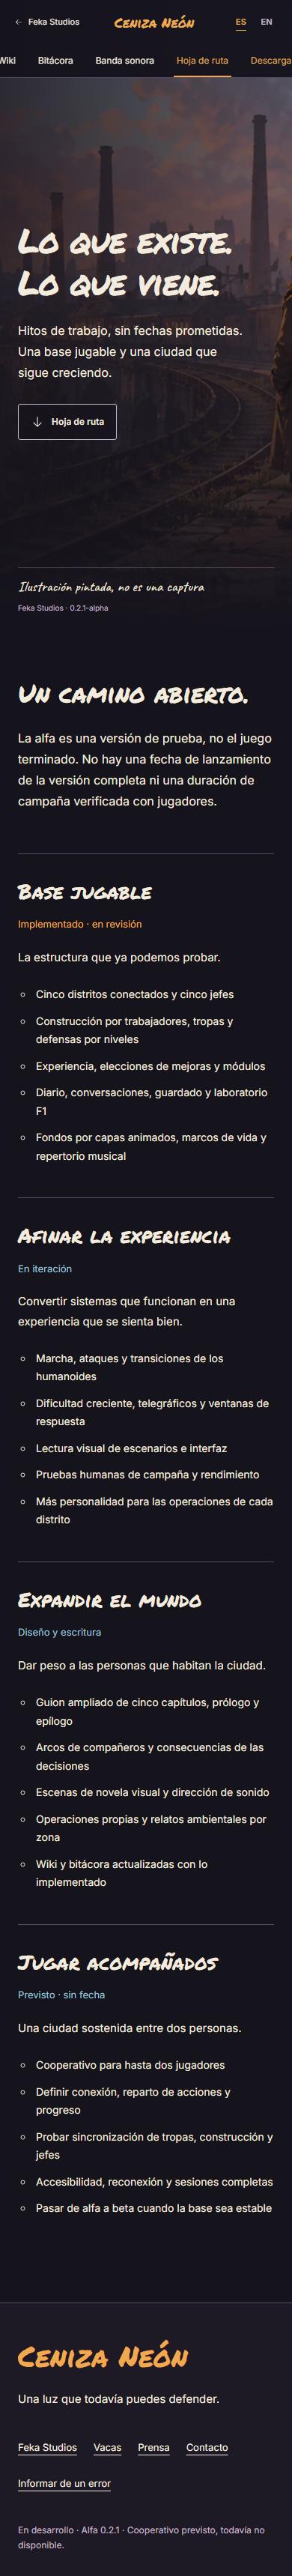 ← Feka Studios
Ceniza Neón
ES EN
Wiki Bitácora Banda sonora Hoja de ruta Descarga
Lo que existe.
Lo que viene.
Hitos de trabajo, sin fechas prometidas.
Una base jugable y una ciudad que
sigue creciendo.
↓ Hoja de ruta
Ilustración pintada, no es una captura
Feka Studios · 0.2.1-alpha
Un camino abierto.
La alfa es una versión de prueba, no el juego
terminado. No hay una fecha de lanzamiento
de la versión completa ni una duración de
campaña verificada con jugadores.
Base jugable
Implementado · en revisión
La estructura que ya podemos probar.
Cinco distritos conectados y cinco jefes
Construcción por trabajadores, tropas y
defensas por niveles
Experiencia, elecciones de mejoras y módulos
Diario, conversaciones, guardado y laboratorio
F1
Fondos por capas animados, marcos de vida y
repertorio musical
Afinar la experiencia
En iteración
Convertir sistemas que funcionan en una
experiencia que se sienta bien.
Marcha, ataques y transiciones de los
humanoides
Dificultad creciente, telegráficos y ventanas de
respuesta
Lectura visual de escenarios e interfaz
Pruebas humanas de campaña y rendimiento
Más personalidad para las operaciones de cada
distrito
Expandir el mundo
Diseño y escritura
Dar peso a las personas que habitan la ciudad.
Guion ampliado de cinco capítulos, prólogo y
epílogo
Arcos de compañeros y consecuencias de las
decisiones
Escenas de novela visual y dirección de sonido
Operaciones propias y relatos ambientales por
zona
Wiki y bitácora actualizadas con lo
implementado
Jugar acompañados
Previsto · sin fecha
Una ciudad sostenida entre dos personas.
Cooperativo para hasta dos jugadores
Definir conexión, reparto de acciones y
progreso
Probar sincronización de tropas, construcción y
jefes
Accesibilidad, reconexión y sesiones completas
Pasar de alfa a beta cuando la base sea estable
Ceniza Neón
Una luz que todavía puedes defender.
Feka Studios Vacas Prensa Contacto
Informar de un error
En desarrollo · Alfa 0.2.1 · Cooperativo previsto, todavía no
disponible.